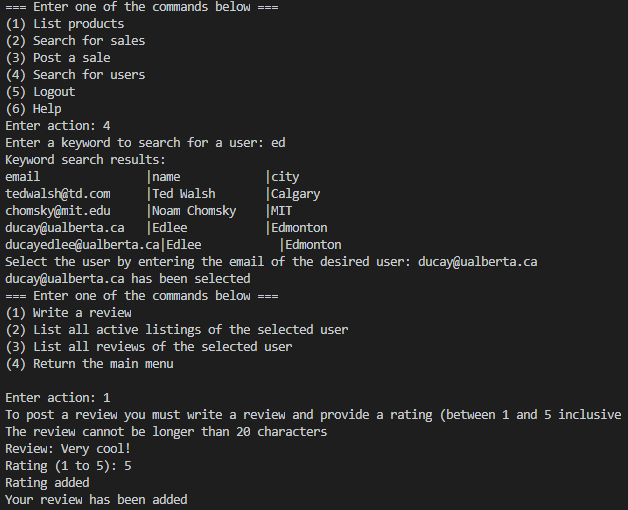 === Enter one of the commands below ===
(1) List products
(2) Search for sales
(3) Post a sale
(4) Search for users
(5) Logout
(6) Help
Enter action: 4
Enter a keyword to search for a user: ed
Keyword search results:
email               |name            |city
tedwalsh@td.com     |Ted Walsh       |Calgary
chomsky@mit.edu     |Noam Chomsky    |MIT
ducay@ualberta.ca   |Edlee           |Edmonton
ducayedlee@ualberta.ca|Edlee           |Edmonton
Select the user by entering the email of the desired user: ducay@ualberta.ca
ducay@ualberta.ca has been selected
=== Enter one of the commands below ===
(1) Write a review
(2) List all active listings of the selected user
(3) List all reviews of the selected user
(4) Return the main menu
Enter action: 1
To post a review you must write a review and provide a rating (between 1 and 5 inclusive
The review cannot be longer than 20 characters
Review: Very cool!
Rating (1 to 5): 5
Rating added
Your review has been added